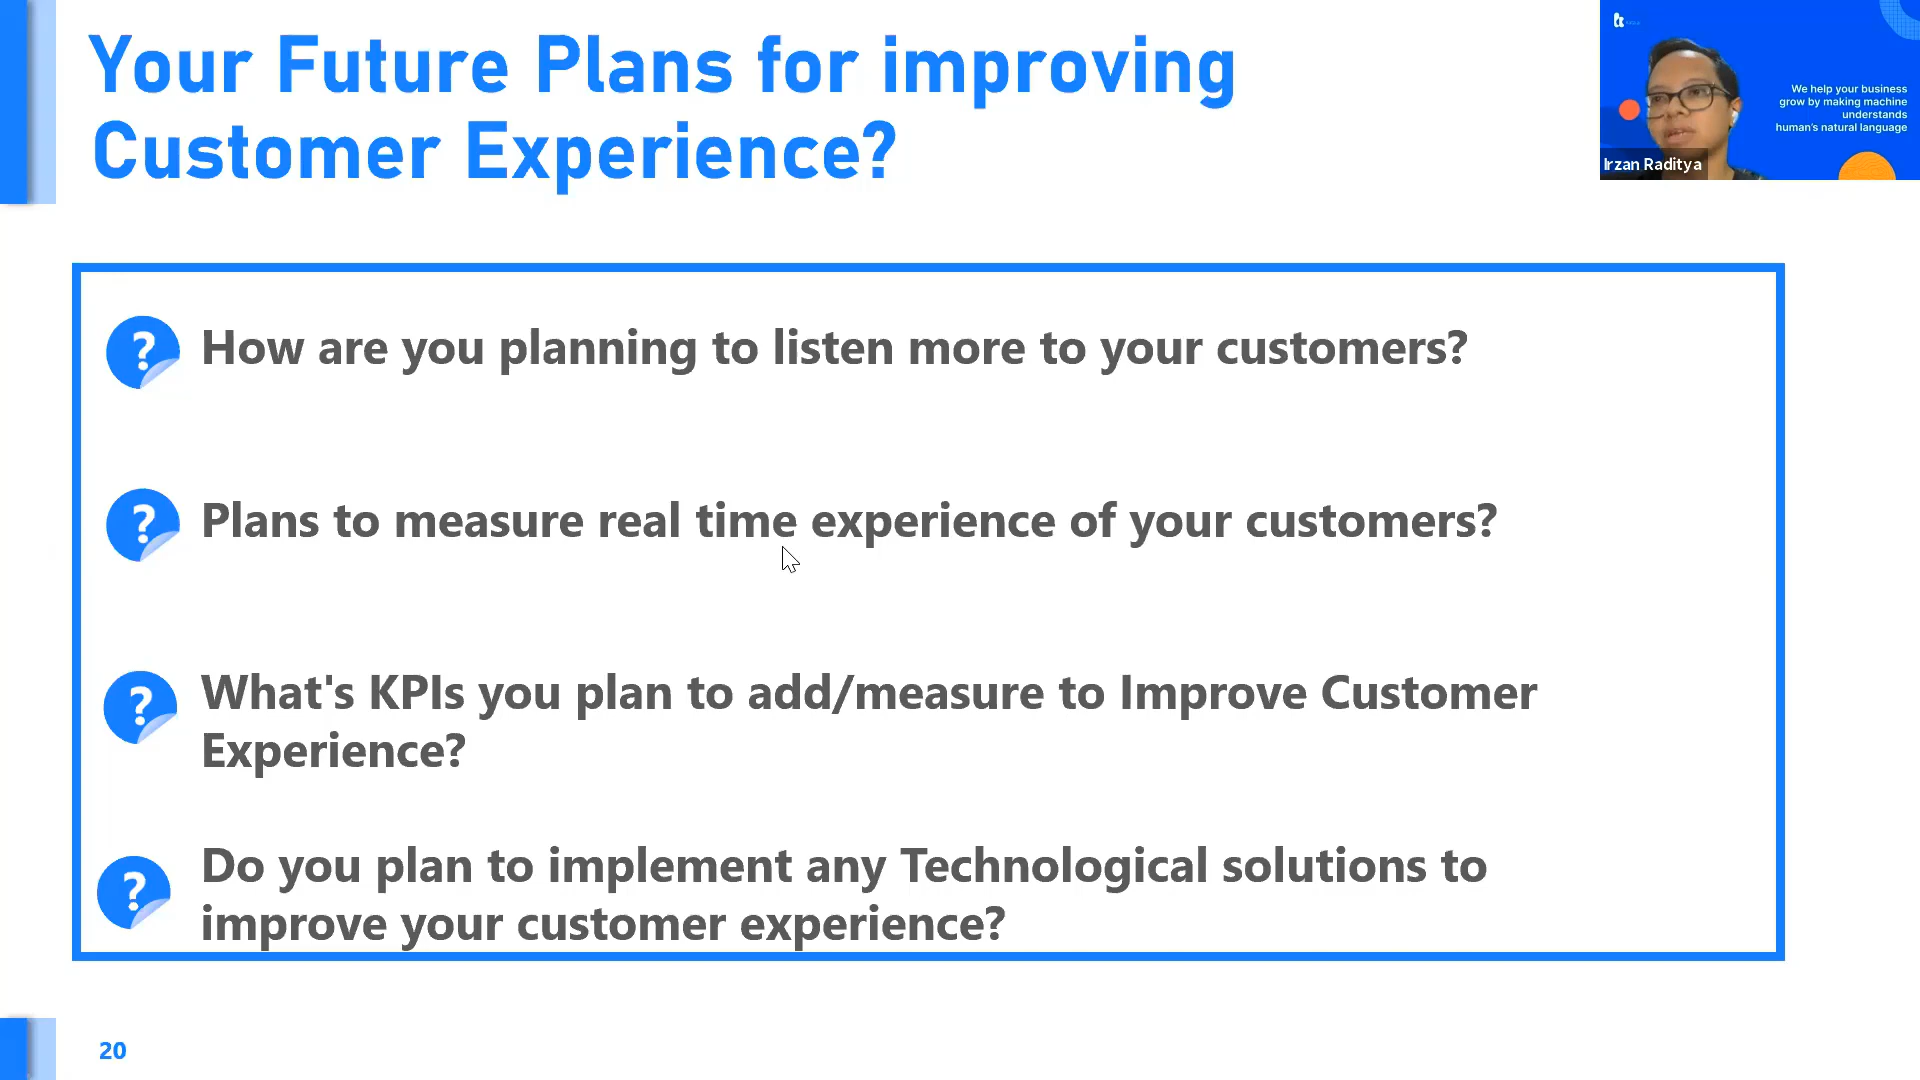 Your Future Plans for improving
Customer Experience?
We help your business
grow by making machine
understands
human's natural language
Irzan Raditya
? How are you planning to listen more to your customers?
? Plans to measure real time experience of your customers?
? What's KPIs you plan to add/measure to Improve Customer
Experience?
? Do you plan to implement any Technological solutions to
improve your customer experience?
20